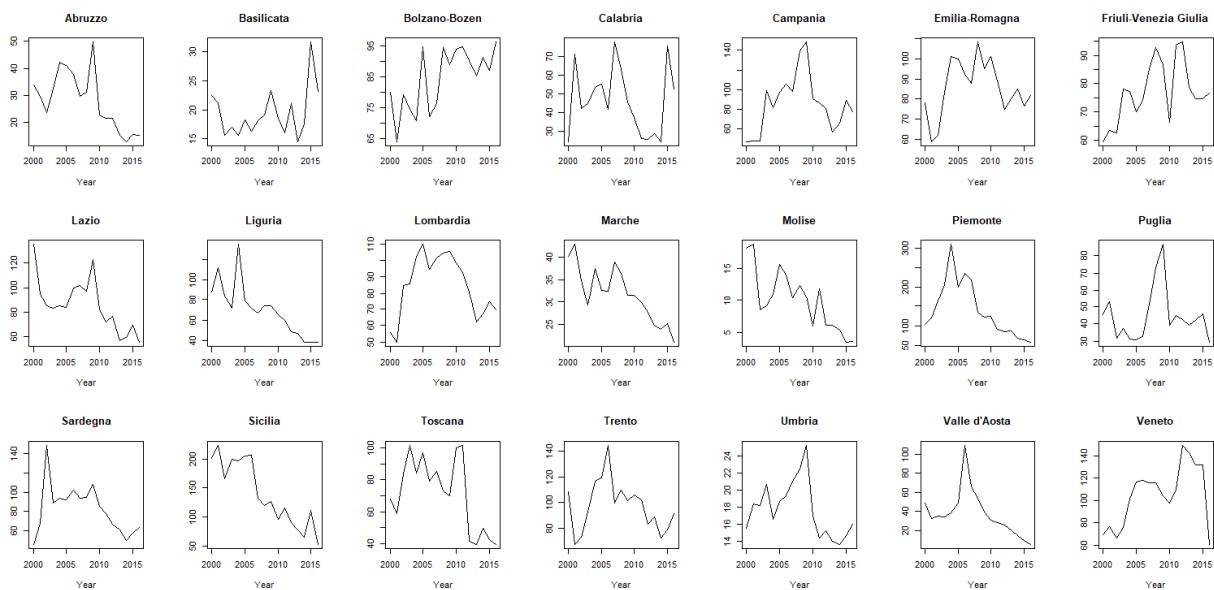 Abruzzo
50
40
30
20
2000 2005 2010 2015
Year
Basilicata
30
25
20
15
2000 2005 2010 2015
Year
Bolzano-Bozen
95
85
75
65
2000 2005 2010 2015
Year
Calabria
70
60
50
40
30
2000 2005 2010 2015
Year
Campania
140
100
80
60
2000 2005 2010 2015
Year
Emilia-Romagna
100
90
80
70
60
2000 2005 2010 2015
Year
Friuli-Venezia Giulia
90
80
70
60
2000 2005 2010 2015
Year
Lazio
120
100
80
60
2000 2005 2010 2015
Year
Liguria
100
80
60
40
2000 2005 2010 2015
Year
Lombardia
110
90
80
70
60
50
2000 2005 2010 2015
Year
Marche
40
35
30
25
2000 2005 2010 2015
Year
Molise
15
10
5
2000 2005 2010 2015
Year
Piemonte
300
200
100
50
2000 2005 2010 2015
Year
Puglia
80
70
60
50
40
30
2000 2005 2010 2015
Year
Sardegna
140
100
80
60
2000 2005 2010 2015
Year
Sicilia
200
150
100
50
2000 2005 2010 2015
Year
Toscana
100
80
60
40
2000 2005 2010 2015
Year
Trento
140
120
100
80
2000 2005 2010 2015
Year
Umbria
24
22
20
18
16
14
2000 2005 2010 2015
Year
Valle d'Aosta
100
80
60
40
20
2000 2005 2010 2015
Year
Veneto
140
100
80
60
2000 2005 2010 2015
Year